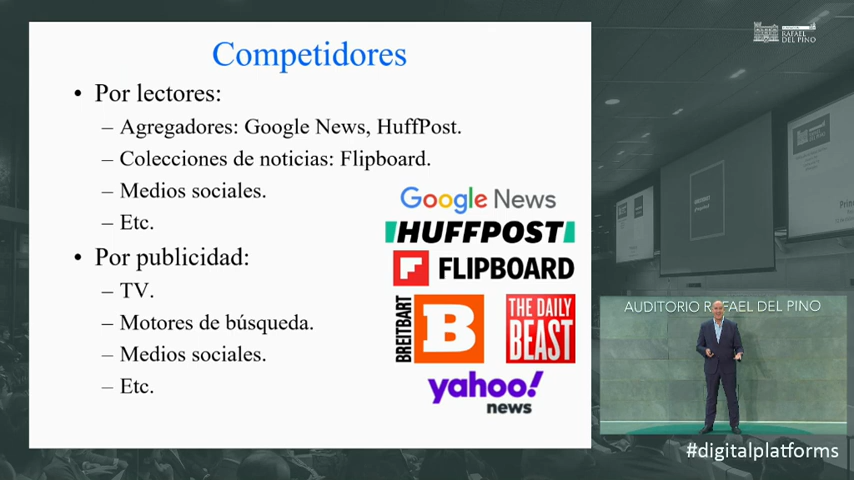 Competidores
• Por lectores:
– Agregadores: Google News, HuffPost.
– Colecciones de noticias: Flipboard.
– Medios sociales.
– Etc.
• Por publicidad:
– TV.
– Motores de búsqueda.
– Medios sociales.
– Etc.
Google News
HUFFPOST
FLIPBOARD
BREITBART
B
THE DAILY
BEAST
yahoo!
news
RAFAEL
DEL PINO
AUDITORIO RAFAEL DEL PINO
#digitalplatforms